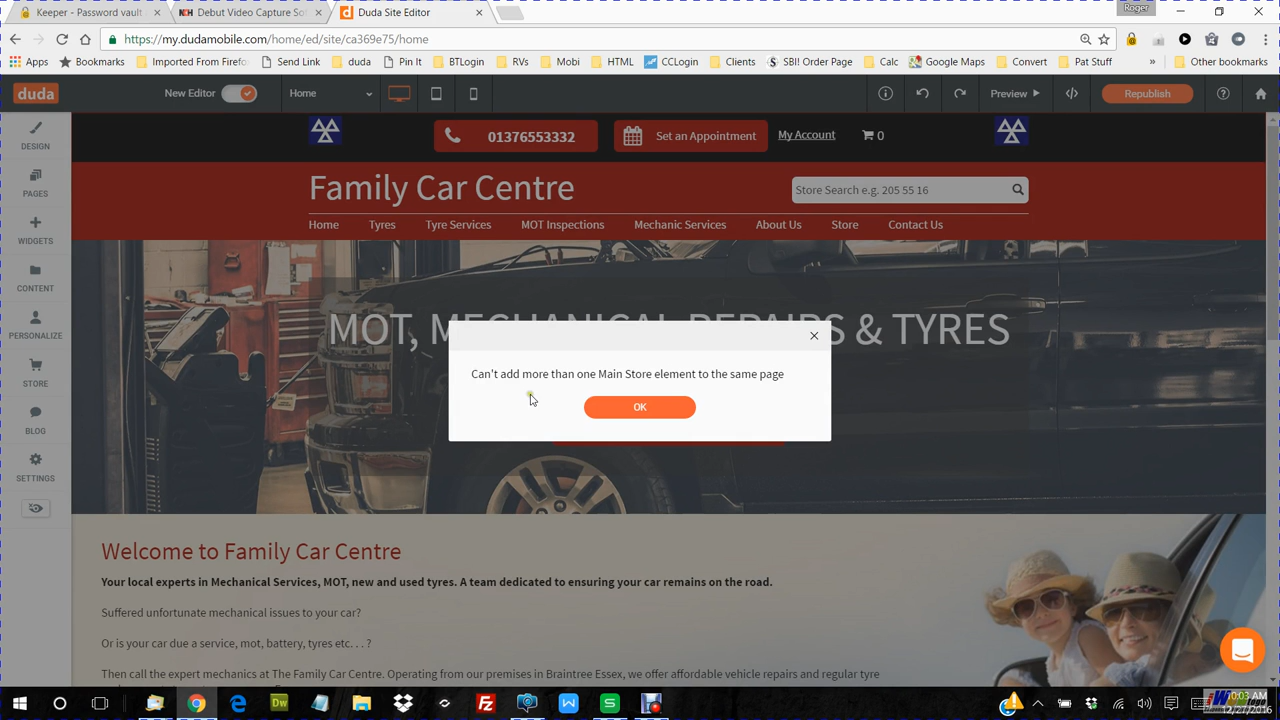 Keeper - Password vault
Debut Video Capture Sof
Duda Site Editor
Roger
https://my.dudamobile.com/home/ed/site/ca369e75/home
Apps
Bookmarks
Imported From Firefo
Send Link
duda
Pin It
BTLogin
RVs
Mobi
HTML
CCLogin
Clients
SBI! Order Page
Calc
Google Maps
Convert
Pat Stuff
»
Other bookmarks
duda
New Editor
Home
Preview
Republish
DESIGN
PAGES
WIDGETS
CONTENT
PERSONALIZE
STORE
BLOG
SETTINGS
01376553332
Set an Appointment
My Account
0
Family Car Centre
Store Search e.g. 205 55 16
Home
Tyres
Tyre Services
MOT Inspections
Mechanic Services
About Us
Store
Contact Us
MOT, MECHANICAL REPAIRS & TYRES
Can't add more than one Main Store element to the same page
OK
Welcome to Family Car Centre
Your local experts in Mechanical Services, MOT, new and used tyres. A team dedicated to ensuring your car remains on the road.
Suffered unfortunate mechanical issues to your car?
Or is your car due a service, mot, battery, tyres etc. . . ?
Then call the expert mechanics at The Family Car Centre. Operating from our premises in Braintree Essex, we offer affordable vehicle repairs and regular tyre
Dw
0:03 AM
12/27/2016